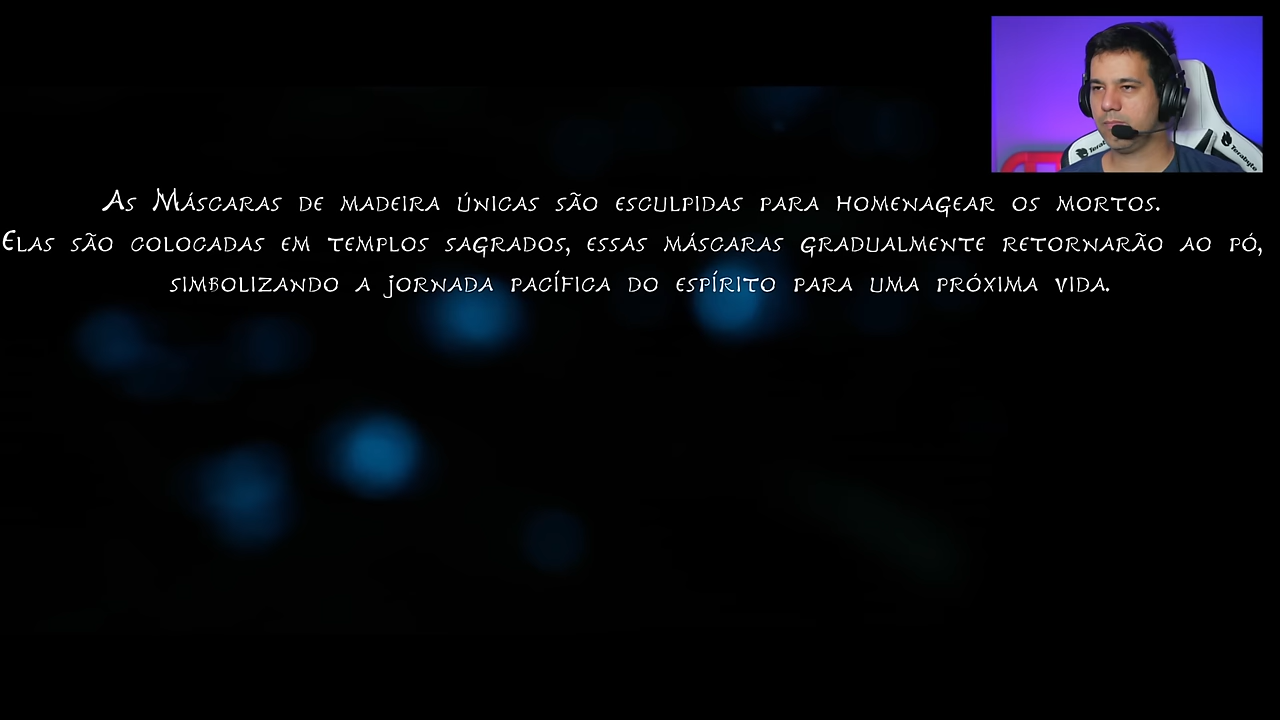 As Máscaras de madeira únicas são esculpidas para homenagear os mortos.
Elas são colocadas em templos sagrados, essas máscaras gradualmente retornarão ao pó,
simbolizando a jornada pacífica do espírito para uma próxima vida.
Terabyte